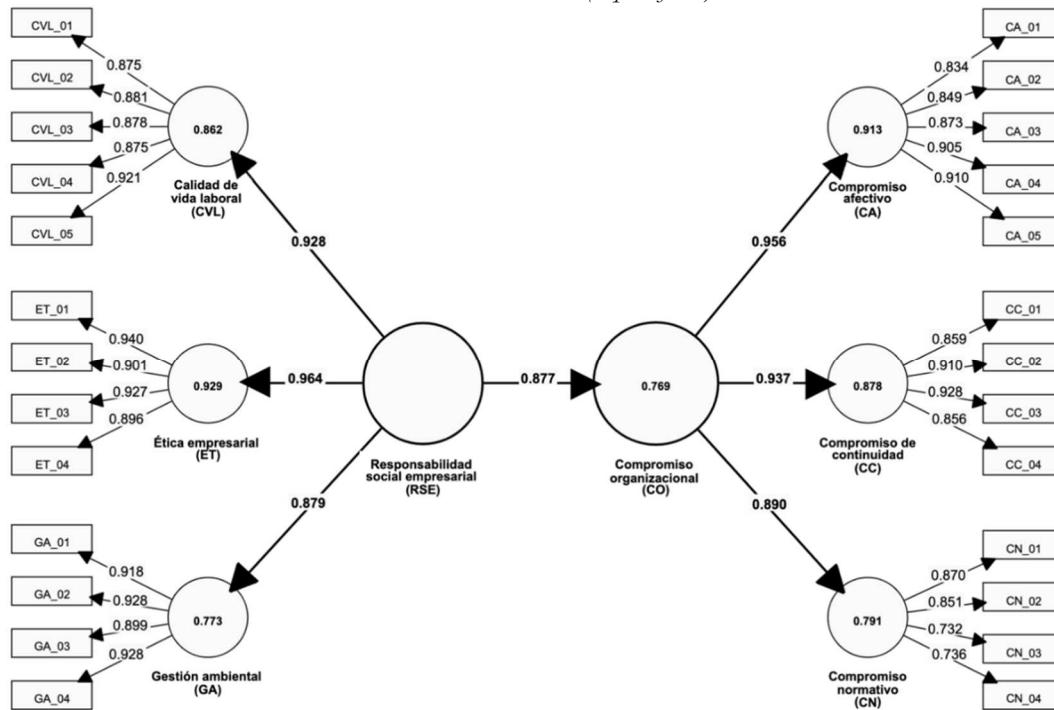 CVL_01
CVL_02
CVL_03
CVL_04
CVL_05
0.875
0.881
0.878
0.875
0.921
0.862
Calidad de
vida laboral
(CVL)
0.928
ET_01
ET_02
ET_03
ET_04
0.940
0.901
0.927
0.896
0.929
Ética empresarial
(ET)
0.964
GA_01
GA_02
GA_03
GA_04
0.918
0.928
0.899
0.928
0.773
Gestión ambiental
(GA)
0.879
Responsabilidad
social empresarial
(RSE)
0.877
0.769
Compromiso
organizacional
(CO)
0.956
0.913
Compromiso
afectivo
(CA)
0.834
0.849
0.873
0.905
0.910
CA_01
CA_02
CA_03
CA_04
CA_05
0.937
0.878
Compromiso de
continuidad
(CC)
0.859
0.910
0.928
0.856
CC_01
CC_02
CC_03
CC_04
0.890
0.791
Compromiso
normativo
(CN)
0.870
0.851
0.732
0.736
CN_01
CN_02
CN_03
CN_04